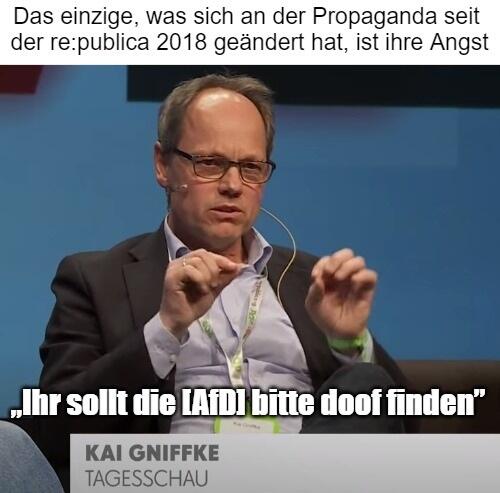 Das einzige, was sich an der Propaganda seit
der re:publica 2018 geändert hat, ist ihre Angst
„Ihr sollt die [AfD] bitte doof finden”
KAI GNIFFKE
TAGESSCHAU